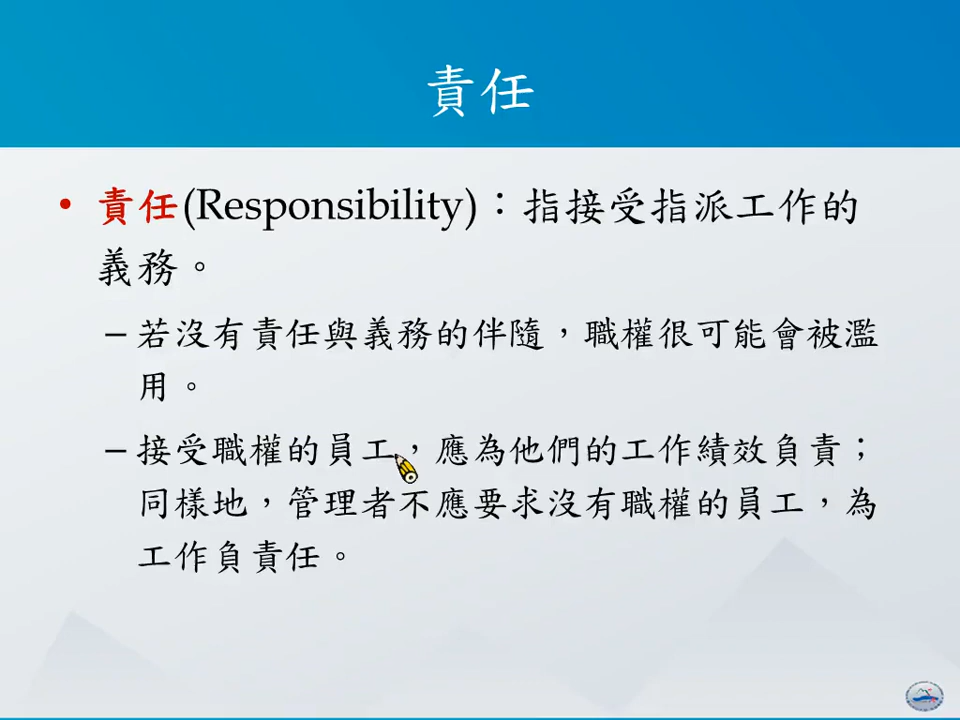 責任
• 責任(Responsibility)：指接受指派工作的
義務。
–若沒有責任與義務的伴隨，職權很可能會被濫
用。
–接受職權的員工，應為他們的工作績效負責；
同樣地，管理者不應要求沒有職權的員工，為
工作負責任。